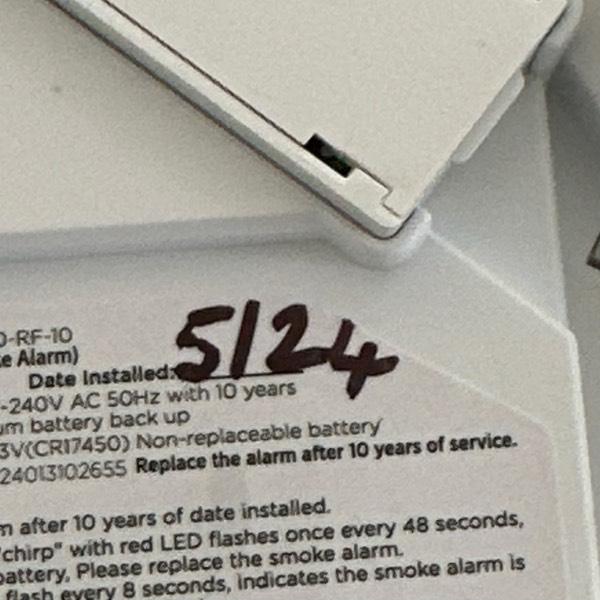 -RF-10
Alarm)
Date Installed: 5/24
-240V AC 50Hz with 10 years
battery back up
3V(CR17450) Non-replaceable battery
24013102655 Replace the alarm after 10 years of service.
after 10 years of date installed.
"chirp" with red LED flashes once every 48 seconds,
battery, Please replace the smoke alarm.
flash every 8 seconds, indicates the smoke alarm is